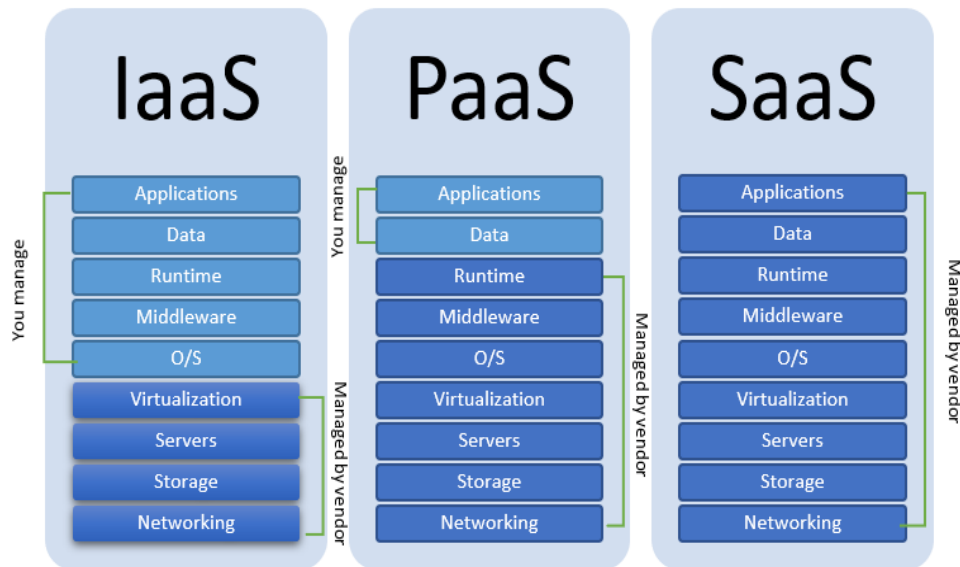 IaaS
You manage
Applications
Data
Runtime
Middleware
O/S
Virtualization
Servers
Storage
Networking
Managed by vendor
PaaS
You manage
Applications
Data
Runtime
Middleware
O/S
Virtualization
Servers
Storage
Networking
Managed by vendor
SaaS
Applications
Data
Runtime
Middleware
O/S
Virtualization
Servers
Storage
Networking
Managed by vendor